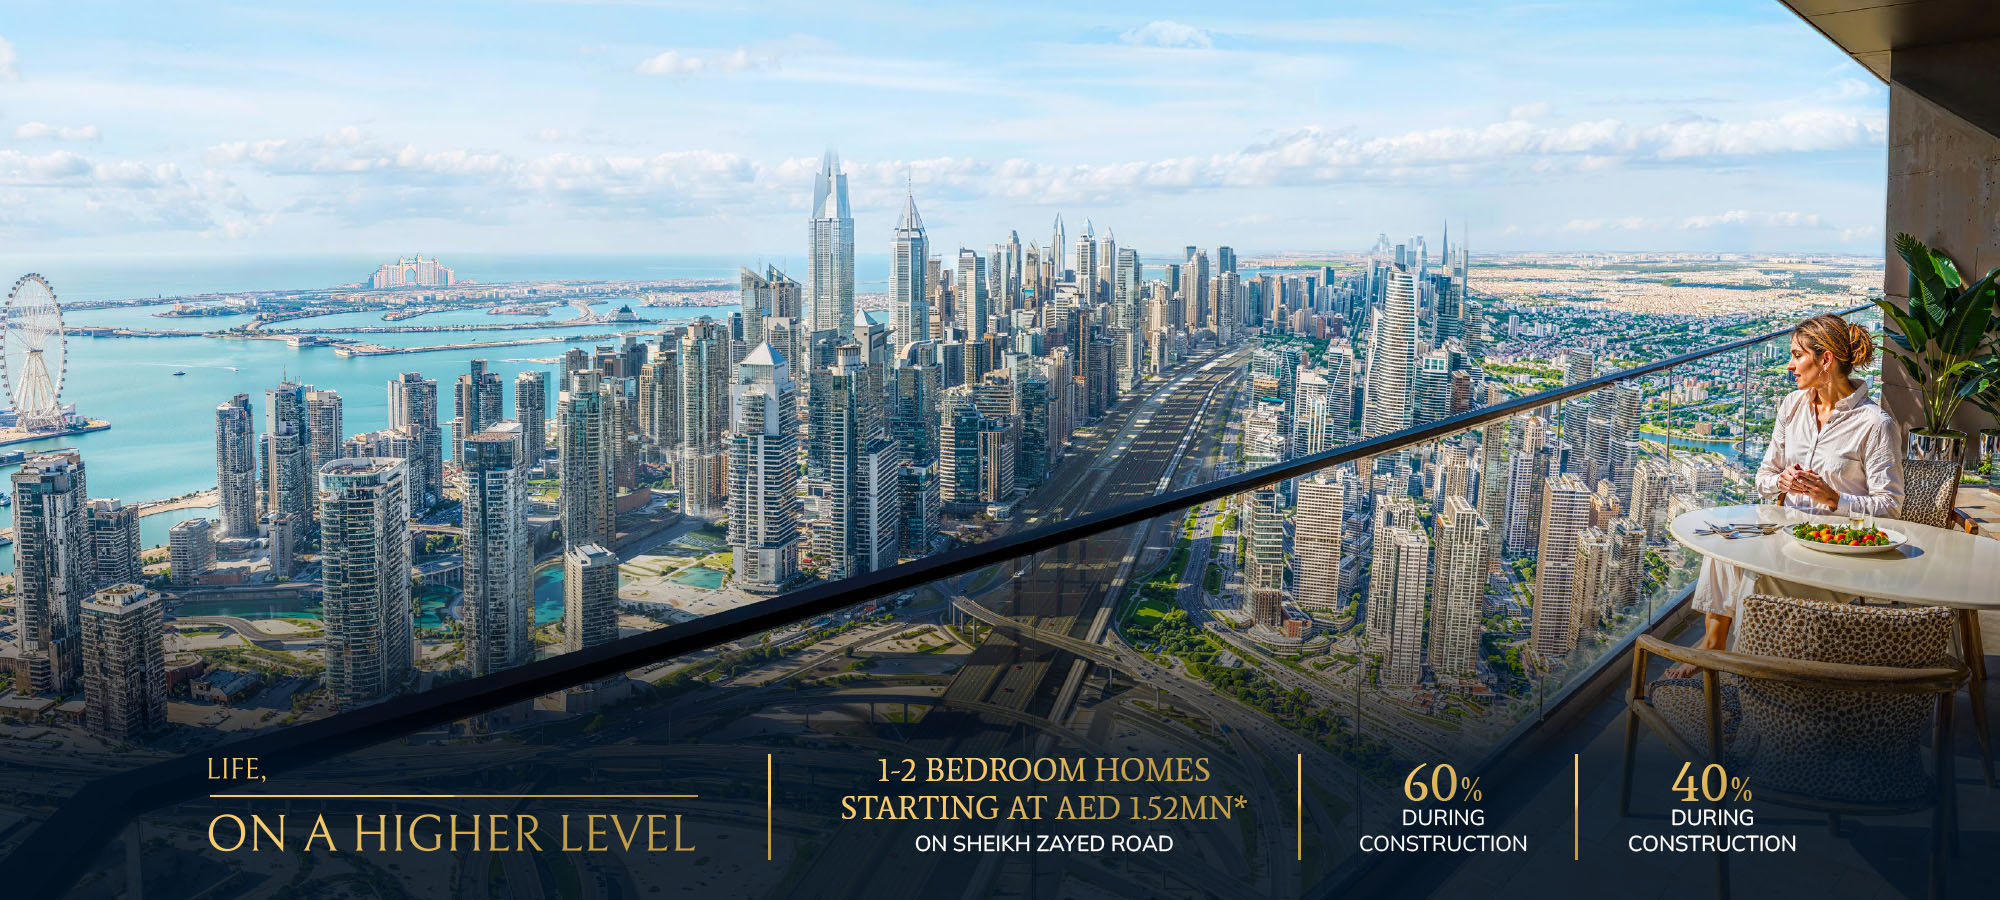 LIFE,
ON A HIGHER LEVEL
1-2 BEDROOM HOMES
STARTING AT AED 1.52MN*
ON SHEIKH ZAYED ROAD
60%
DURING
CONSTRUCTION
40%
DURING
CONSTRUCTION